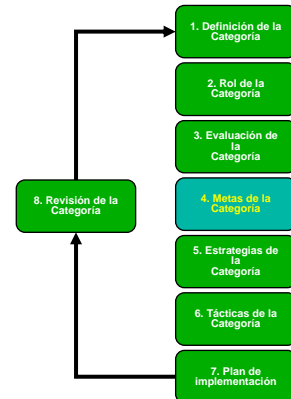 1. Definición de la
Categoría
2. Rol de la
Categoría
3. Evaluación de
la
Categoría
8. Revisión de la
Categoría
4. Metas de la
Categoría
5. Estrategias de
la
Categoría
6. Tácticas de la
Categoría
7. Plan de
implementación